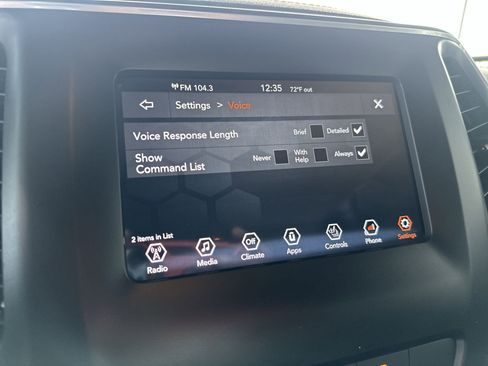 FM 104.3 12:35 72°F out
Settings > Voice
Voice Response Length Brief Detailed
Show Command List Never With Help Always
2 Items in List
Radio Media Off Climate Apps Controls Phone Settings